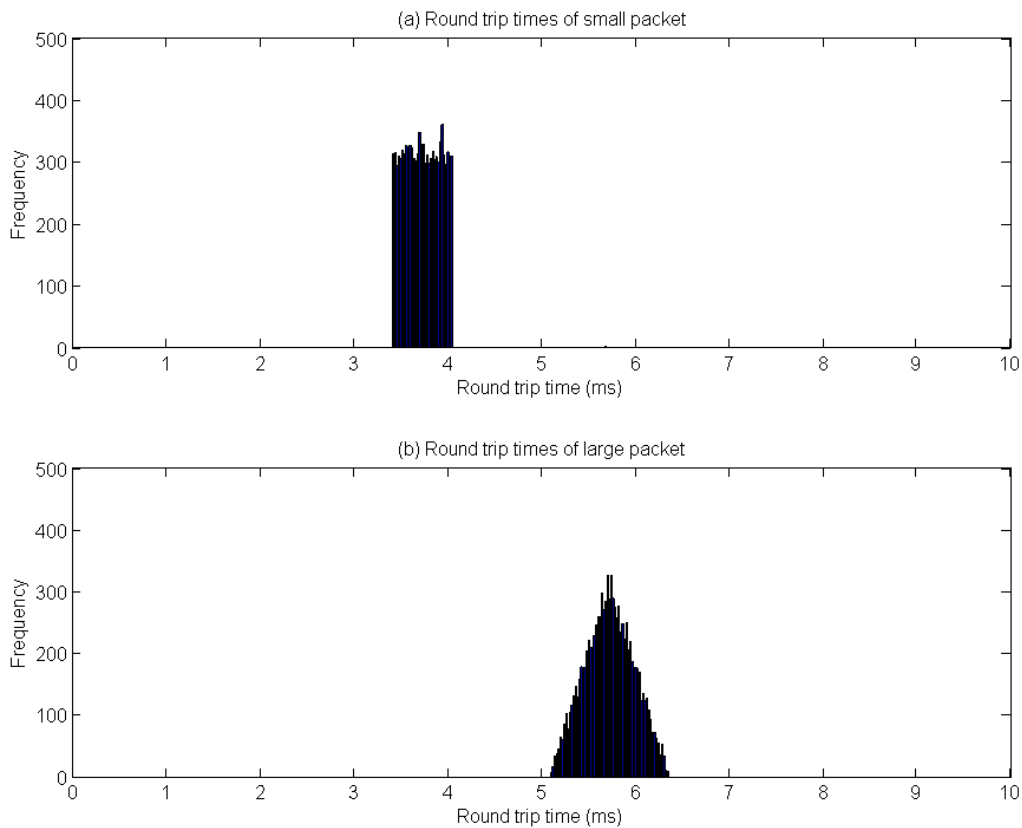 (a) Round trip times of small packet
500
400
300
200
100
0
Frequency
0 1 2 3 4 5 6 7 8 9 10
Round trip time (ms)
(b) Round trip times of large packet
500
400
300
200
100
0
Frequency
0 1 2 3 4 5 6 7 8 9 10
Round trip time (ms)